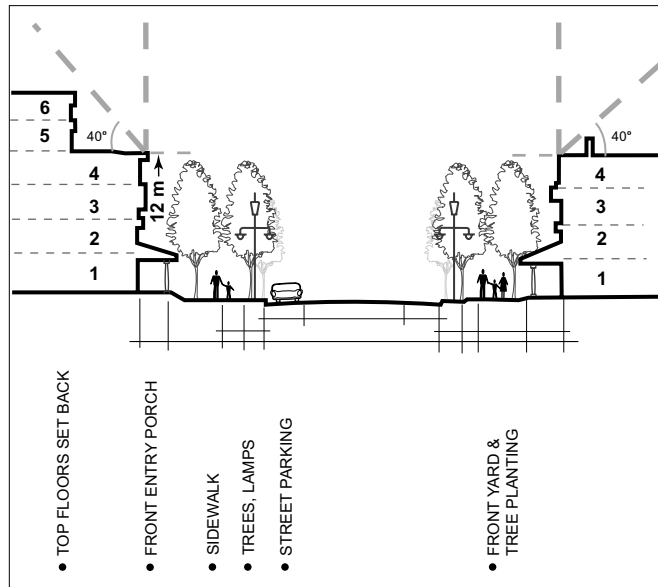 6
5
40°
4
3
2
1
12 m
40°
4
3
2
1
• TOP FLOORS SET BACK
• FRONT ENTRY PORCH
• SIDEWALK
• TREES, LAMPS
• STREET PARKING
• FRONT YARD &
TREE PLANTING